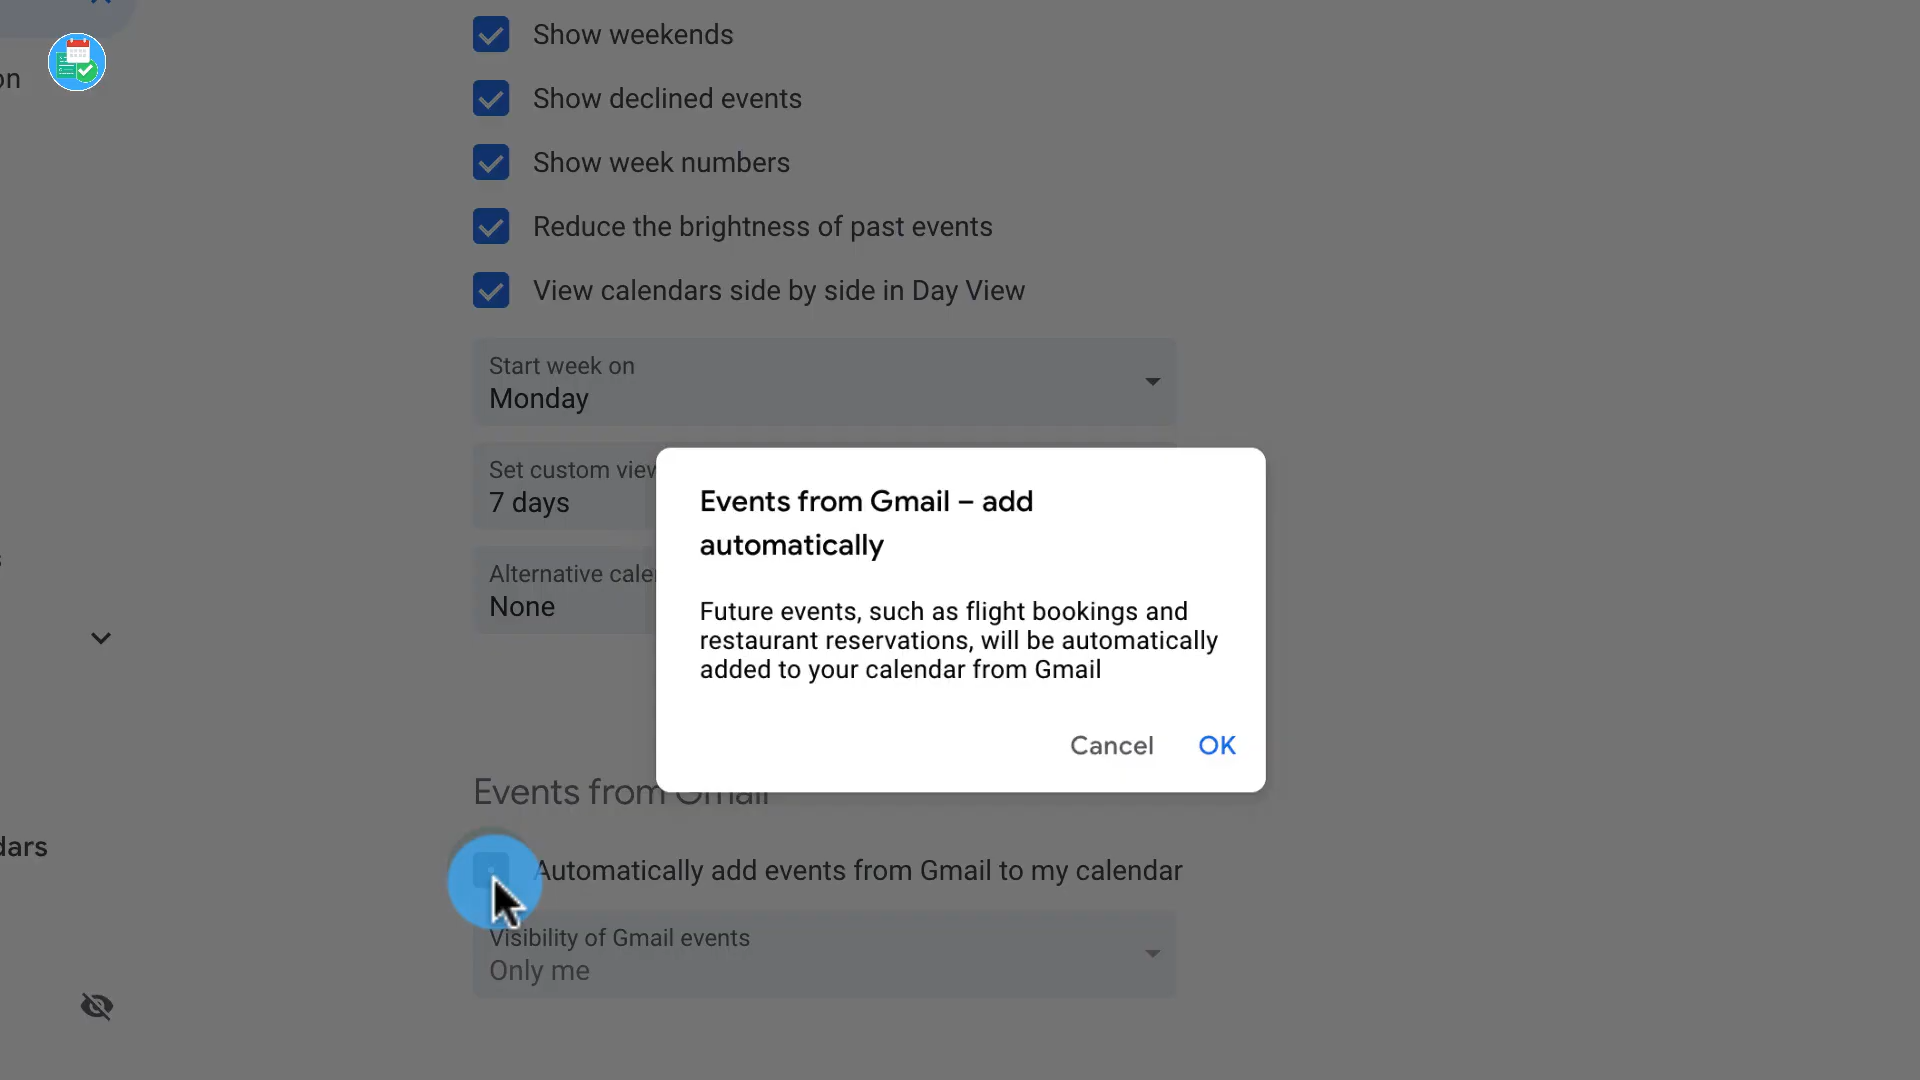 Show weekends
on
Show declined events
Show week numbers
Reduce the brightness of past events
View calendars side by side in Day View
Start week on
Monday
Set custom view
7 days
Alternative cale
None
Events from Gmail – add
automatically
Future events, such as flight bookings and
restaurant reservations, will be automatically
added to your calendar from Gmail
Cancel OK
Events from Gmail
dars
Automatically add events from Gmail to my calendar
Visibility of Gmail events
Only me